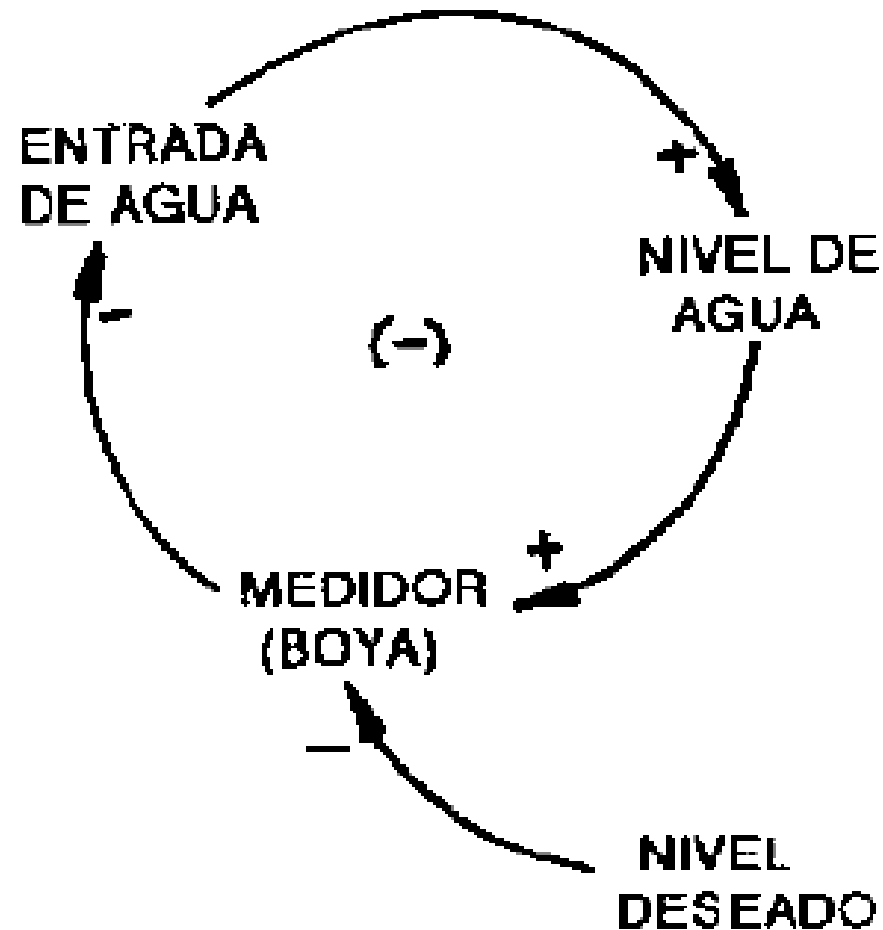 ENTRADA
DE AGUA
+
NIVEL DE
AGUA
-
(-)
+
MEDIDOR
(BOYA)
-
NIVEL
DESEADO